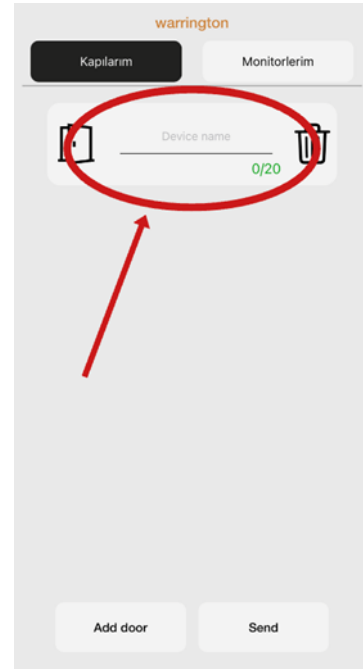 warrington
Kapılarım
Monitorlerim
Device name
0/20
Add door
Send